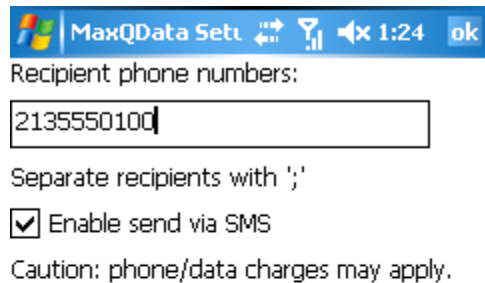 MaxQData Setu 1:24 ok
Recipient phone numbers:
2135550100
Separate recipients with ';'
Enable send via SMS
Caution: phone/data charges may apply.